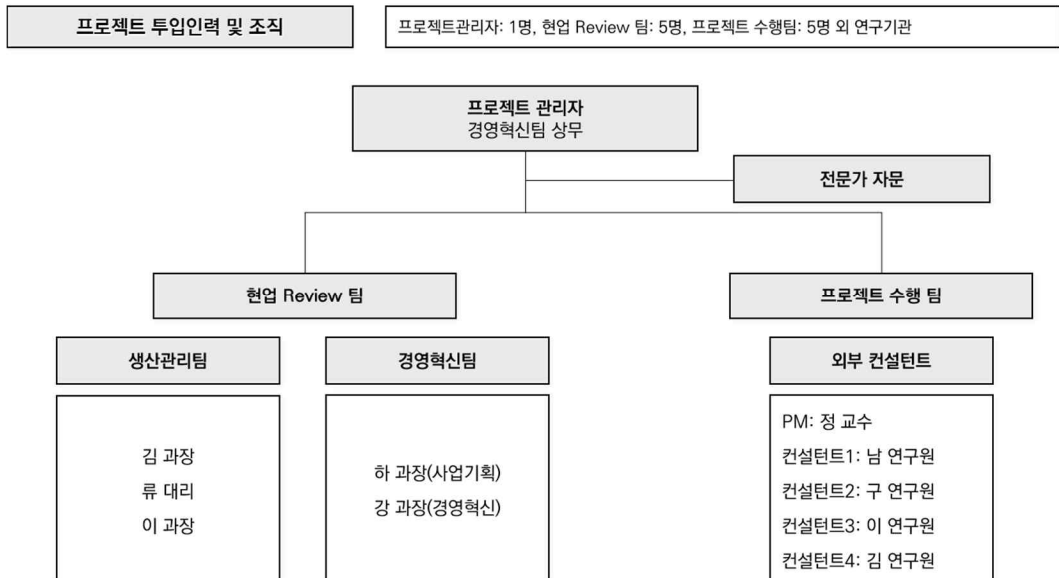 프로젝트 투입인력 및 조직
프로젝트관리자: 1명, 현업 Review 팀: 5명, 프로젝트 수행팀: 5명 외 연구기관
프로젝트 관리자
경영혁신팀 상무
전문가 자문
현업 Review 팀
프로젝트 수행 팀
생산관리팀
경영혁신팀
외부 컨설턴트
김 과장
류 대리
이 과장
하 과장(사업기획)
강 과장(경영혁신)
PM: 정 교수
컨설턴트1: 남 연구원
컨설턴트2: 구 연구원
컨설턴트3: 이 연구원
컨설턴트4: 김 연구원